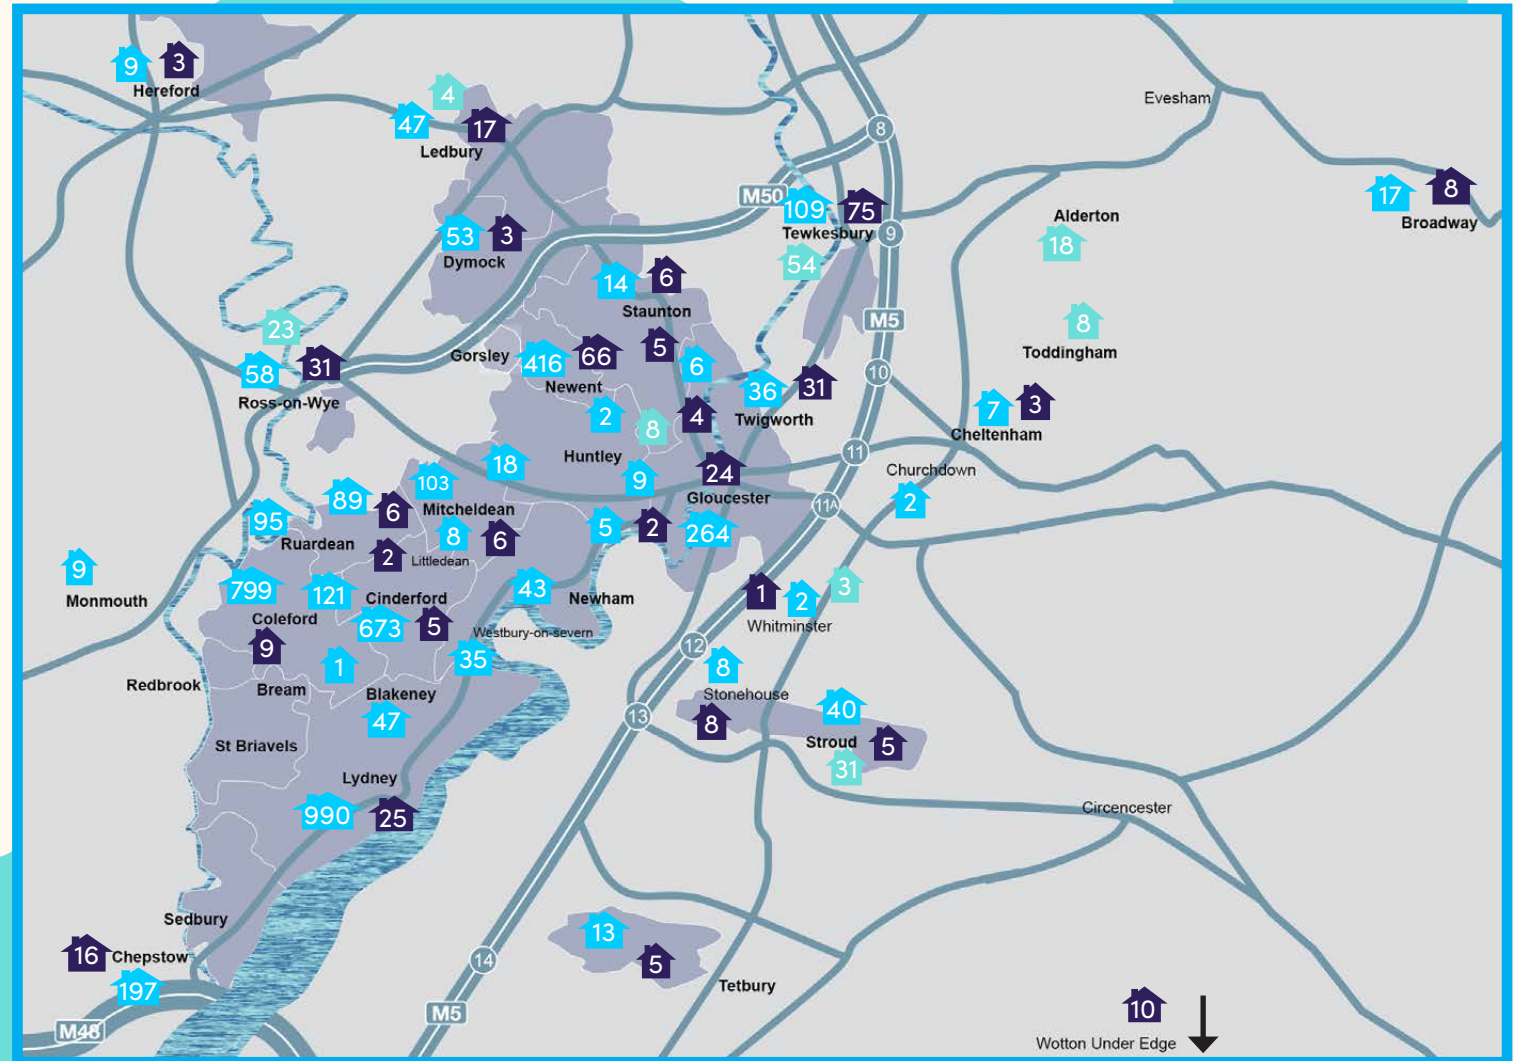 9
3
Hereford
4
47
17
Ledbury
8
Evesham
M50
109
75
Tewkesbury
9
54
17
8
Broadway
Alderton
18
53
3
Dymock
14
6
Staunton
23
58
31
Ross-on-Wye
Gorsley
416
66
Newent
5
6
M5
8
Toddingham
10
36
31
Twigworth
2
8
4
7
3
Cheltenham
Huntley
18
9
24
Gloucester
11
Churchdown
2
11A
103
Mitcheldean
89
6
95
Ruardean
8
6
2
Littledean
5
2
264
9
Monmouth
799
Coleford
121
Cinderford
673
5
43
Newham
Westbury-on-severn
35
1
2
3
Whitminster
12
8
Stonehouse
8
13
40
Stroud
5
31
9
1
Redbrook
Bream
Blakeney
47
St Briavels
Lydney
990
25
Circencester
Sedbury
16
Chepstow
197
M48
13
5
Tetbury
14
M5
10
Wotton Under Edge